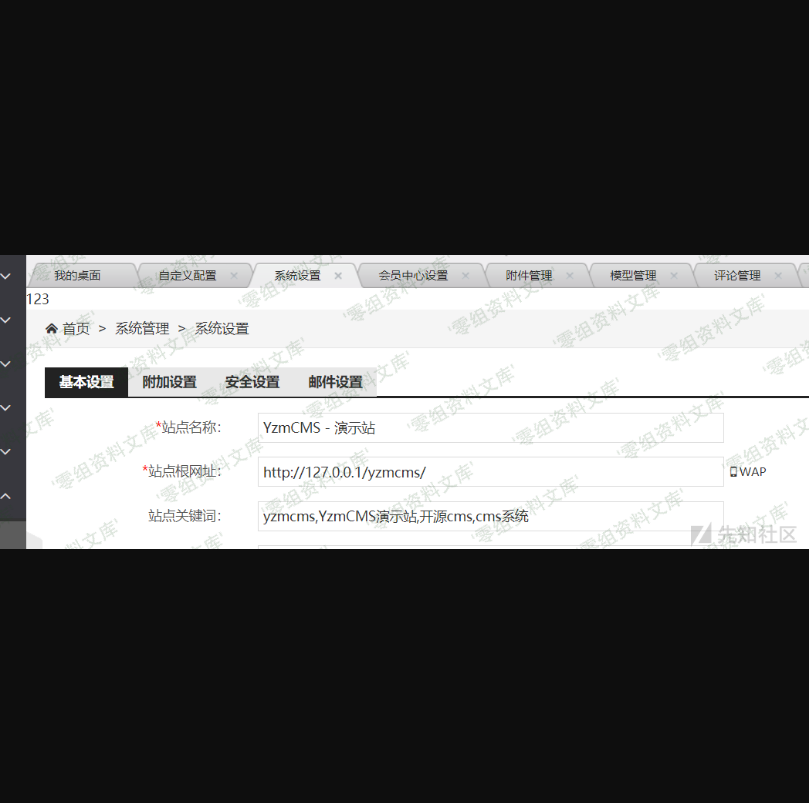 我的桌面 自定义配置 × 系统设置 × 会员中心设置 × 附件管理 × 模型管理 × 评论管理 ×
123
首页 > 系统管理 > 系统设置
基本设置 附加设置 安全设置 邮件设置
*站点名称: YzmCMS - 演示站
*站点根网址: http://127.0.0.1/yzmcms/ WAP
站点关键词: yzmcms,YzmCMS演示站,开源cms,cms系统
先知社区
'零组资料文库'